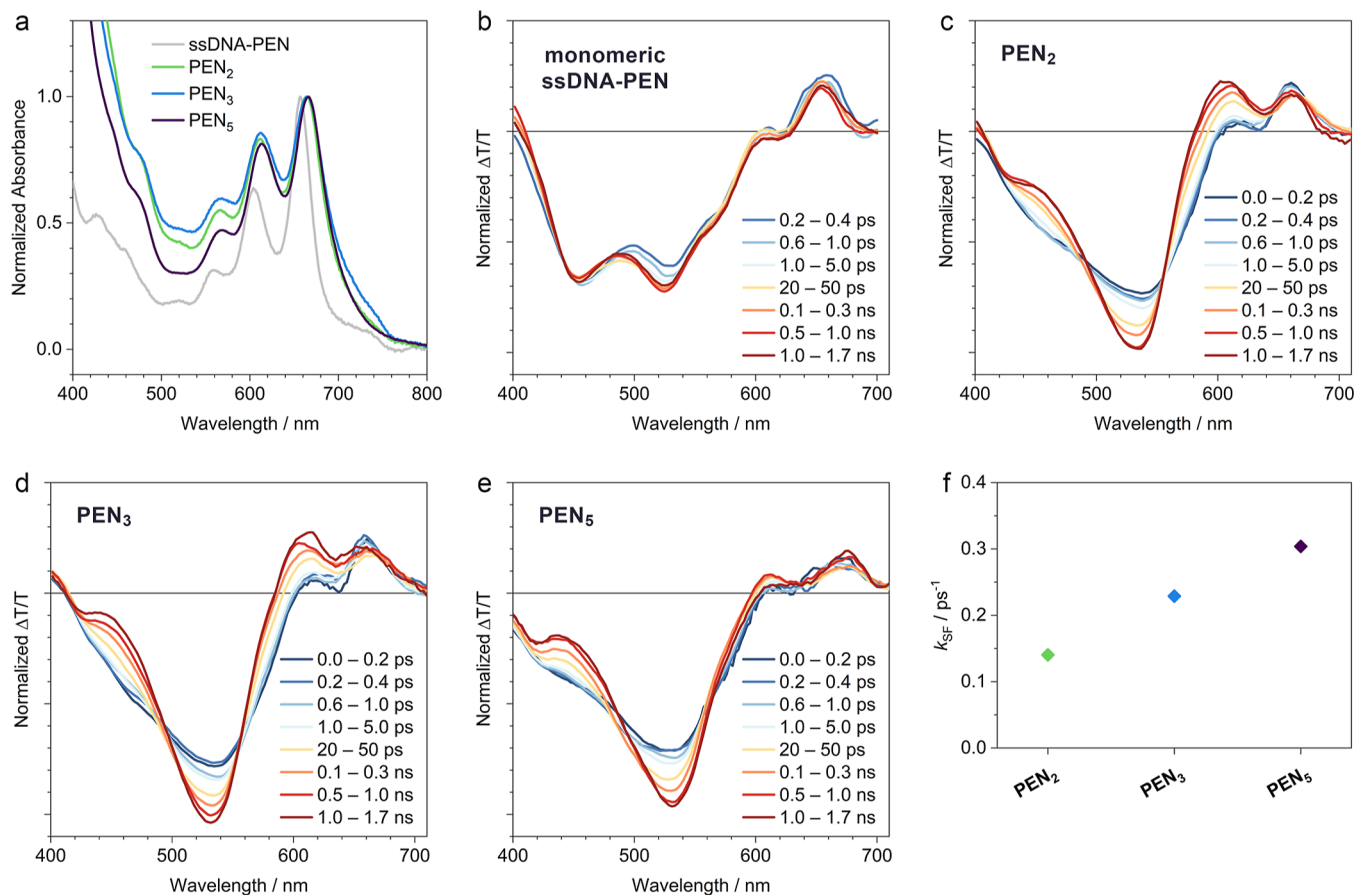 a
ssDNA-PEN
PEN₂
PEN₃
PEN₅
1.0
0.5
0.0
Normalized Absorbance
400 500 600 700 800
Wavelength / nm
b
monomeric
ssDNA-PEN
Normalized ΔT/T
0.2 – 0.4 ps
0.6 – 1.0 ps
1.0 – 5.0 ps
20 – 50 ps
0.1 – 0.3 ns
0.5 – 1.0 ns
1.0 – 1.7 ns
400 500 600 700
Wavelength / nm
c
PEN₂
Normalized ΔT/T
0.0 – 0.2 ps
0.2 – 0.4 ps
0.6 – 1.0 ps
1.0 – 5.0 ps
20 – 50 ps
0.1 – 0.3 ns
0.5 – 1.0 ns
1.0 – 1.7 ns
400 500 600 700
Wavelength / nm
d
PEN₃
Normalized ΔT/T
0.0 – 0.2 ps
0.2 – 0.4 ps
0.6 – 1.0 ps
1.0 – 5.0 ps
20 – 50 ps
0.1 – 0.3 ns
0.5 – 1.0 ns
1.0 – 1.7 ns
400 500 600 700
Wavelength / nm
e
PEN₅
Normalized ΔT/T
0.0 – 0.2 ps
0.2 – 0.4 ps
0.6 – 1.0 ps
1.0 – 5.0 ps
20 – 50 ps
0.1 – 0.3 ns
0.5 – 1.0 ns
1.0 – 1.7 ns
400 500 600 700
Wavelength / nm
f
0.4
0.3
0.2
0.1
0.0
k_SF / ps⁻¹
PEN₂ PEN₃ PEN₅